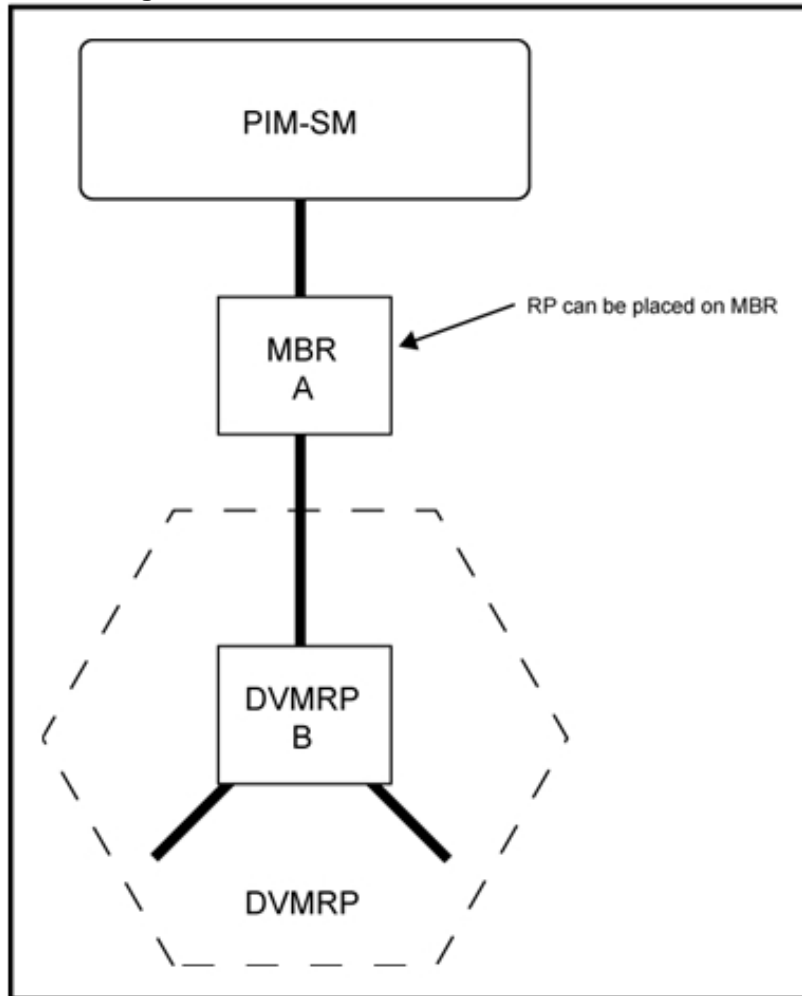 PIM-SM
RP can be placed on MBR
MBR
A
DVMRP
B
DVMRP